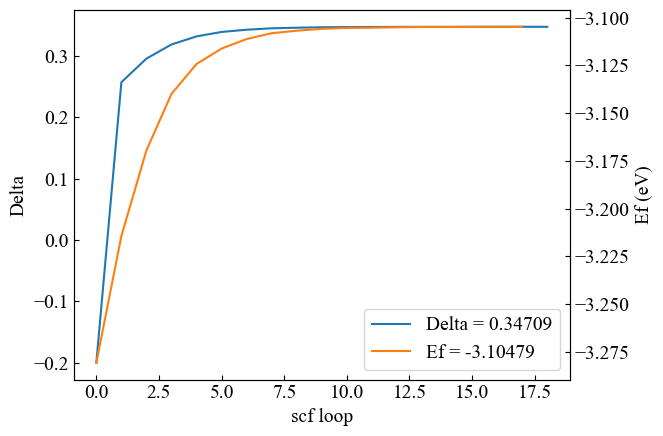 0.3
0.2
0.1
0.0
−0.1
−0.2
Delta
−3.100
−3.125
−3.150
−3.175
−3.200
−3.225
−3.250
−3.275
Ef (eV)
Delta = 0.34709
Ef = -3.10479
0.0 2.5 5.0 7.5 10.0 12.5 15.0 17.5
scf loop